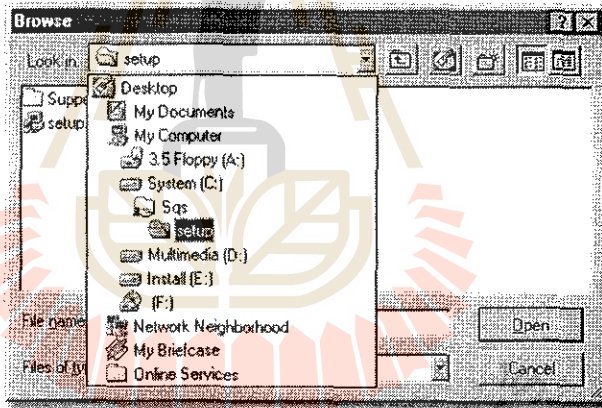 Browse
Look in: setup
Desktop
My Documents
My Computer
3.5 Floppy (A:)
System (C:)
Sqs
setup
Multimedia (D:)
Install (E:)
(F:)
Network Neighborhood
My Briefcase
Online Services
Suppo
setup
File name
Open
Files of ty
Cancel